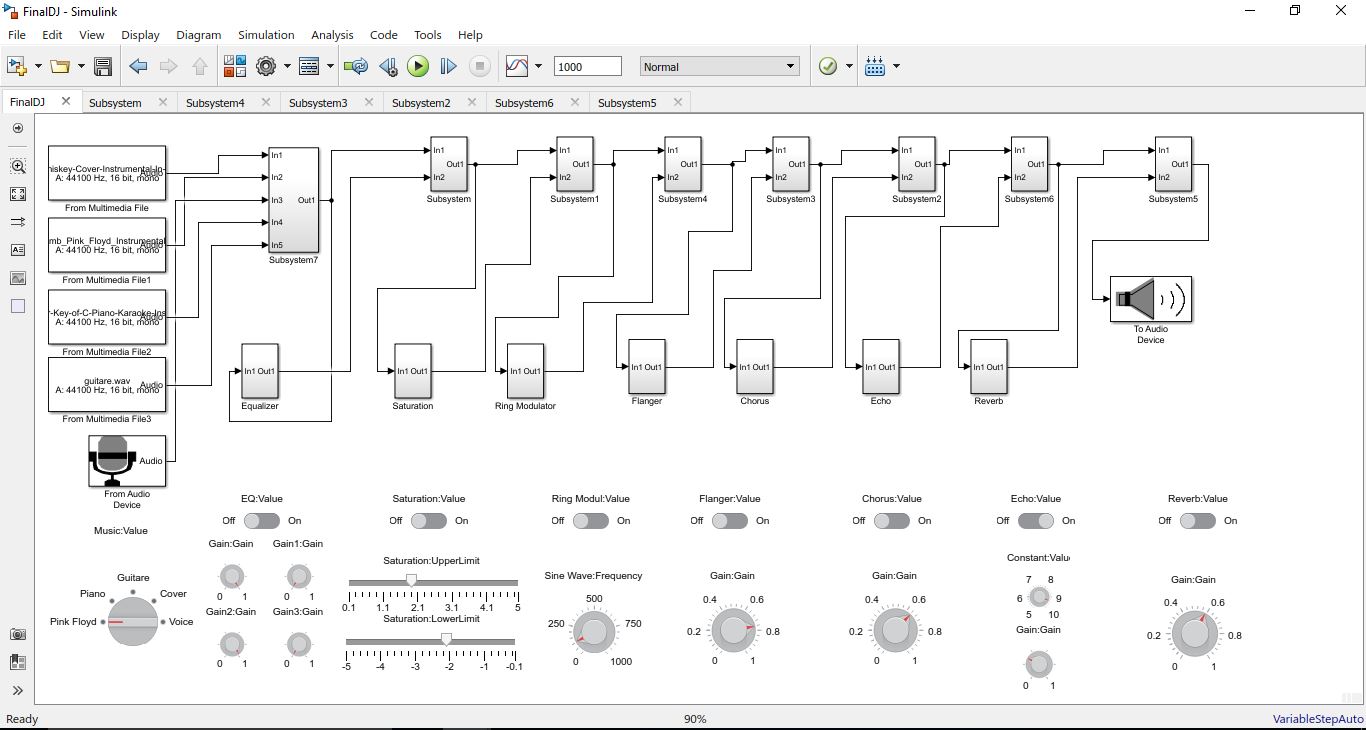 FinalDJ - Simulink
File Edit View Display Diagram Simulation Analysis Code Tools Help
1000 Normal
FinalDJ Subsystem Subsystem4 Subsystem3 Subsystem2 Subsystem6 Subsystem5
iskey-Cover-Instrumental-In
A: 44100 Hz, 16 bit, mono
Audio
From Multimedia File
mb_Pink_Floyd_Instrumental
A: 44100 Hz, 16 bit, mono
Audio
From Multimedia File1
-Key-of-C-Piano-Karaoke-Ins
A: 44100 Hz, 16 bit, mono
Audio
From Multimedia File2
guitare.wav
A: 44100 Hz, 16 bit, mono
Audio
From Multimedia File3
Audio
From Audio
Device
In1
In2
In3 Out1
In4
In5
Subsystem7
In1
Out1
In2
Subsystem
In1
Out1
In2
Subsystem1
In1
Out1
In2
Subsystem4
In1
Out1
In2
Subsystem3
In1
Out1
In2
Subsystem2
In1
Out1
In2
Subsystem6
In1
Out1
In2
Subsystem5
To Audio
Device
In1 Out1
Equalizer
In1 Out1
Saturation
In1 Out1
Ring Modulator
In1 Out1
Flanger
In1 Out1
Chorus
In1 Out1
Echo
In1 Out1
Reverb
Music:Value
Guitare
Piano Cover
Pink Floyd Voice
EQ:Value
Off On
Gain:Gain Gain1:Gain
0 1 0 1
Gain2:Gain Gain3:Gain
0 1 0 1
Saturation:Value
Off On
Saturation:UpperLimit
0.1 1.1 2.1 3.1 4.1 5
Saturation:LowerLimit
-5 -4 -3 -2 -1 -0.1
Ring Modul:Value
Off On
Sine Wave:Frequency
500
250 750
0 1000
Flanger:Value
Off On
Gain:Gain
0.4 0.6
0.2 0.8
0 1
Chorus:Value
Off On
Gain:Gain
0.4 0.6
0.2 0.8
0 1
Echo:Value
Off On
Constant:Valu
7 8
6 9
5 10
Gain:Gain
0 1
Reverb:Value
Off On
Gain:Gain
0.4 0.6
0.2 0.8
0 1
Ready 90% VariableStepAuto